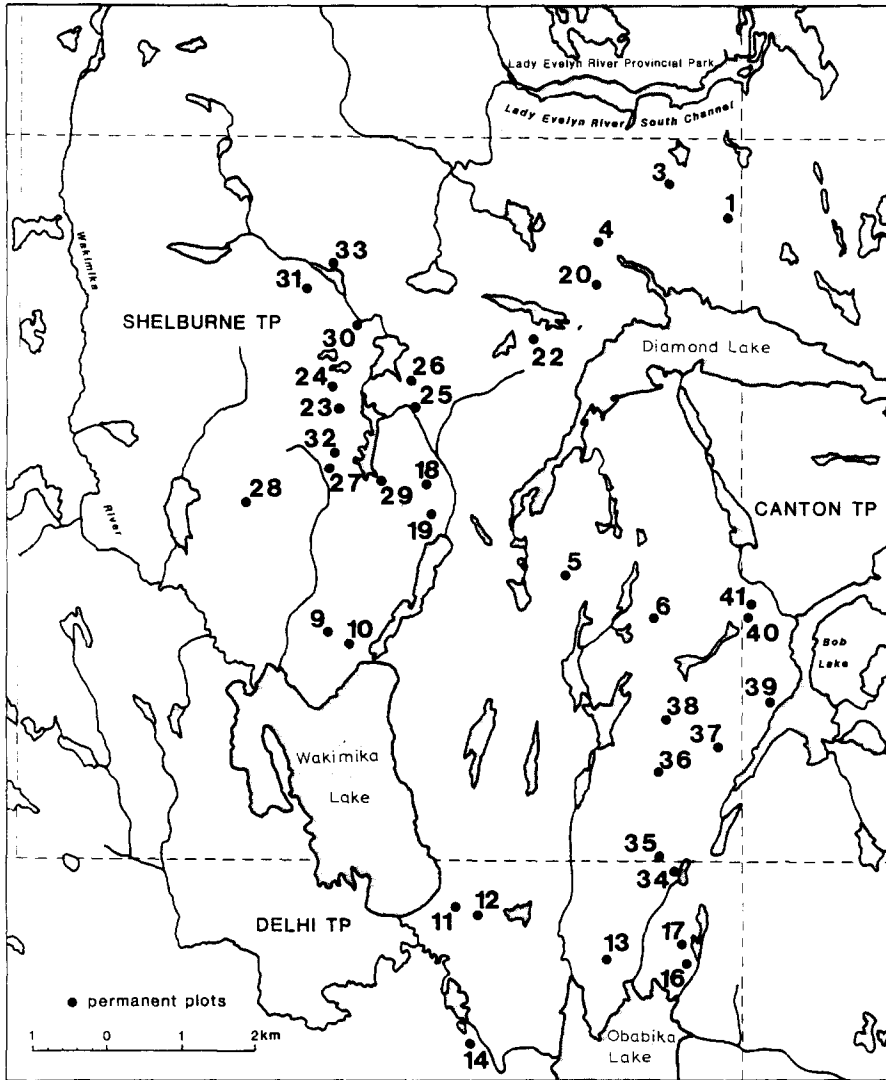 Lady Evelyn River Provincial Park
Lady Evelyn River South Channel
3
1
4
20
Wakimika
33
31
SHELBURNE TP
30
22
Diamond Lake
24
26
23
25
32
27
18
29
28
CANTON TP
River
19
5
41
6
40
9
10
Bob
Lake
39
38
37
Wakimika
Lake
36
35
34
12
11
DELHI TP
17
13
16
permanent plots
1 0 1 2km
14
Obabika
Lake